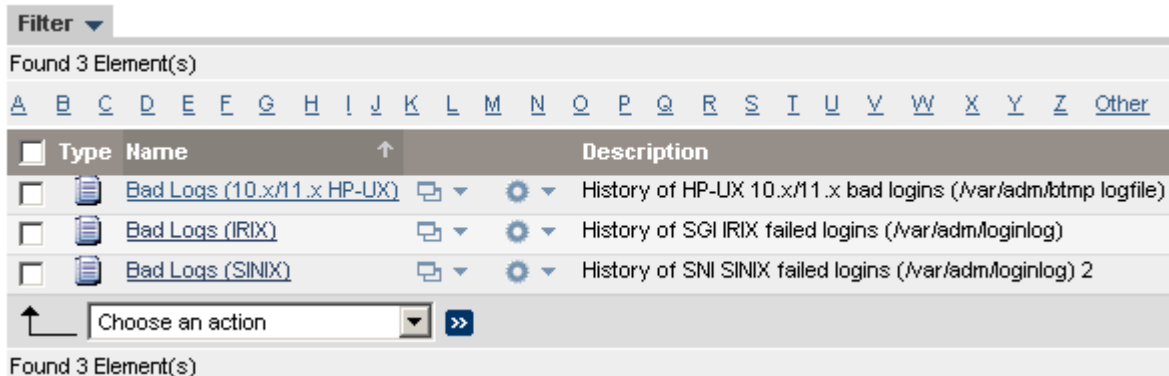 Filter
Found 3 Element(s)
A B C D E F G H I J K L M N O P Q R S T U V W X Y Z Other
Type Name Description
Bad Logs (10.x/11.x HP-UX) History of HP-UX 10.x/11.x bad logins (/var/adm/btmp logfile)
Bad Logs (IRIX) History of SGI IRIX failed logins (/var/adm/loginlog)
Bad Logs (SINIX) History of SNI SINIX failed logins (/var/adm/loginlog) 2
Choose an action
Found 3 Element(s)